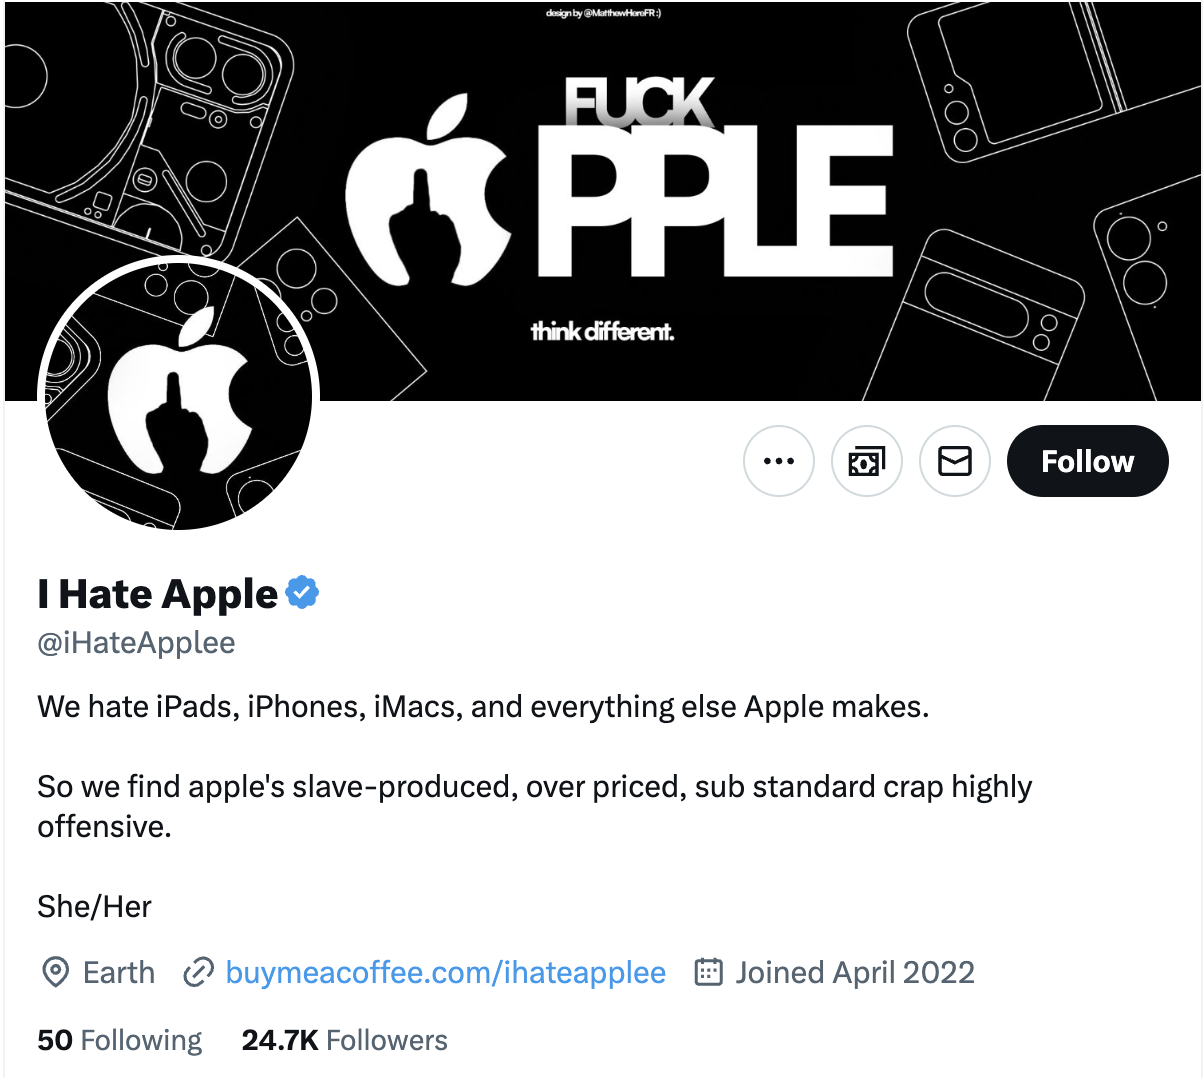 design by @MatthewHereFR :)
FUCK
PPLE
think different.
Follow
I Hate Apple
@iHateApplee
We hate iPads, iPhones, iMacs, and everything else Apple makes.
So we find apple's slave-produced, over priced, sub standard crap highly
offensive.
She/Her
Earth buymeacoffee.com/ihateapplee Joined April 2022
50 Following 24.7K Followers